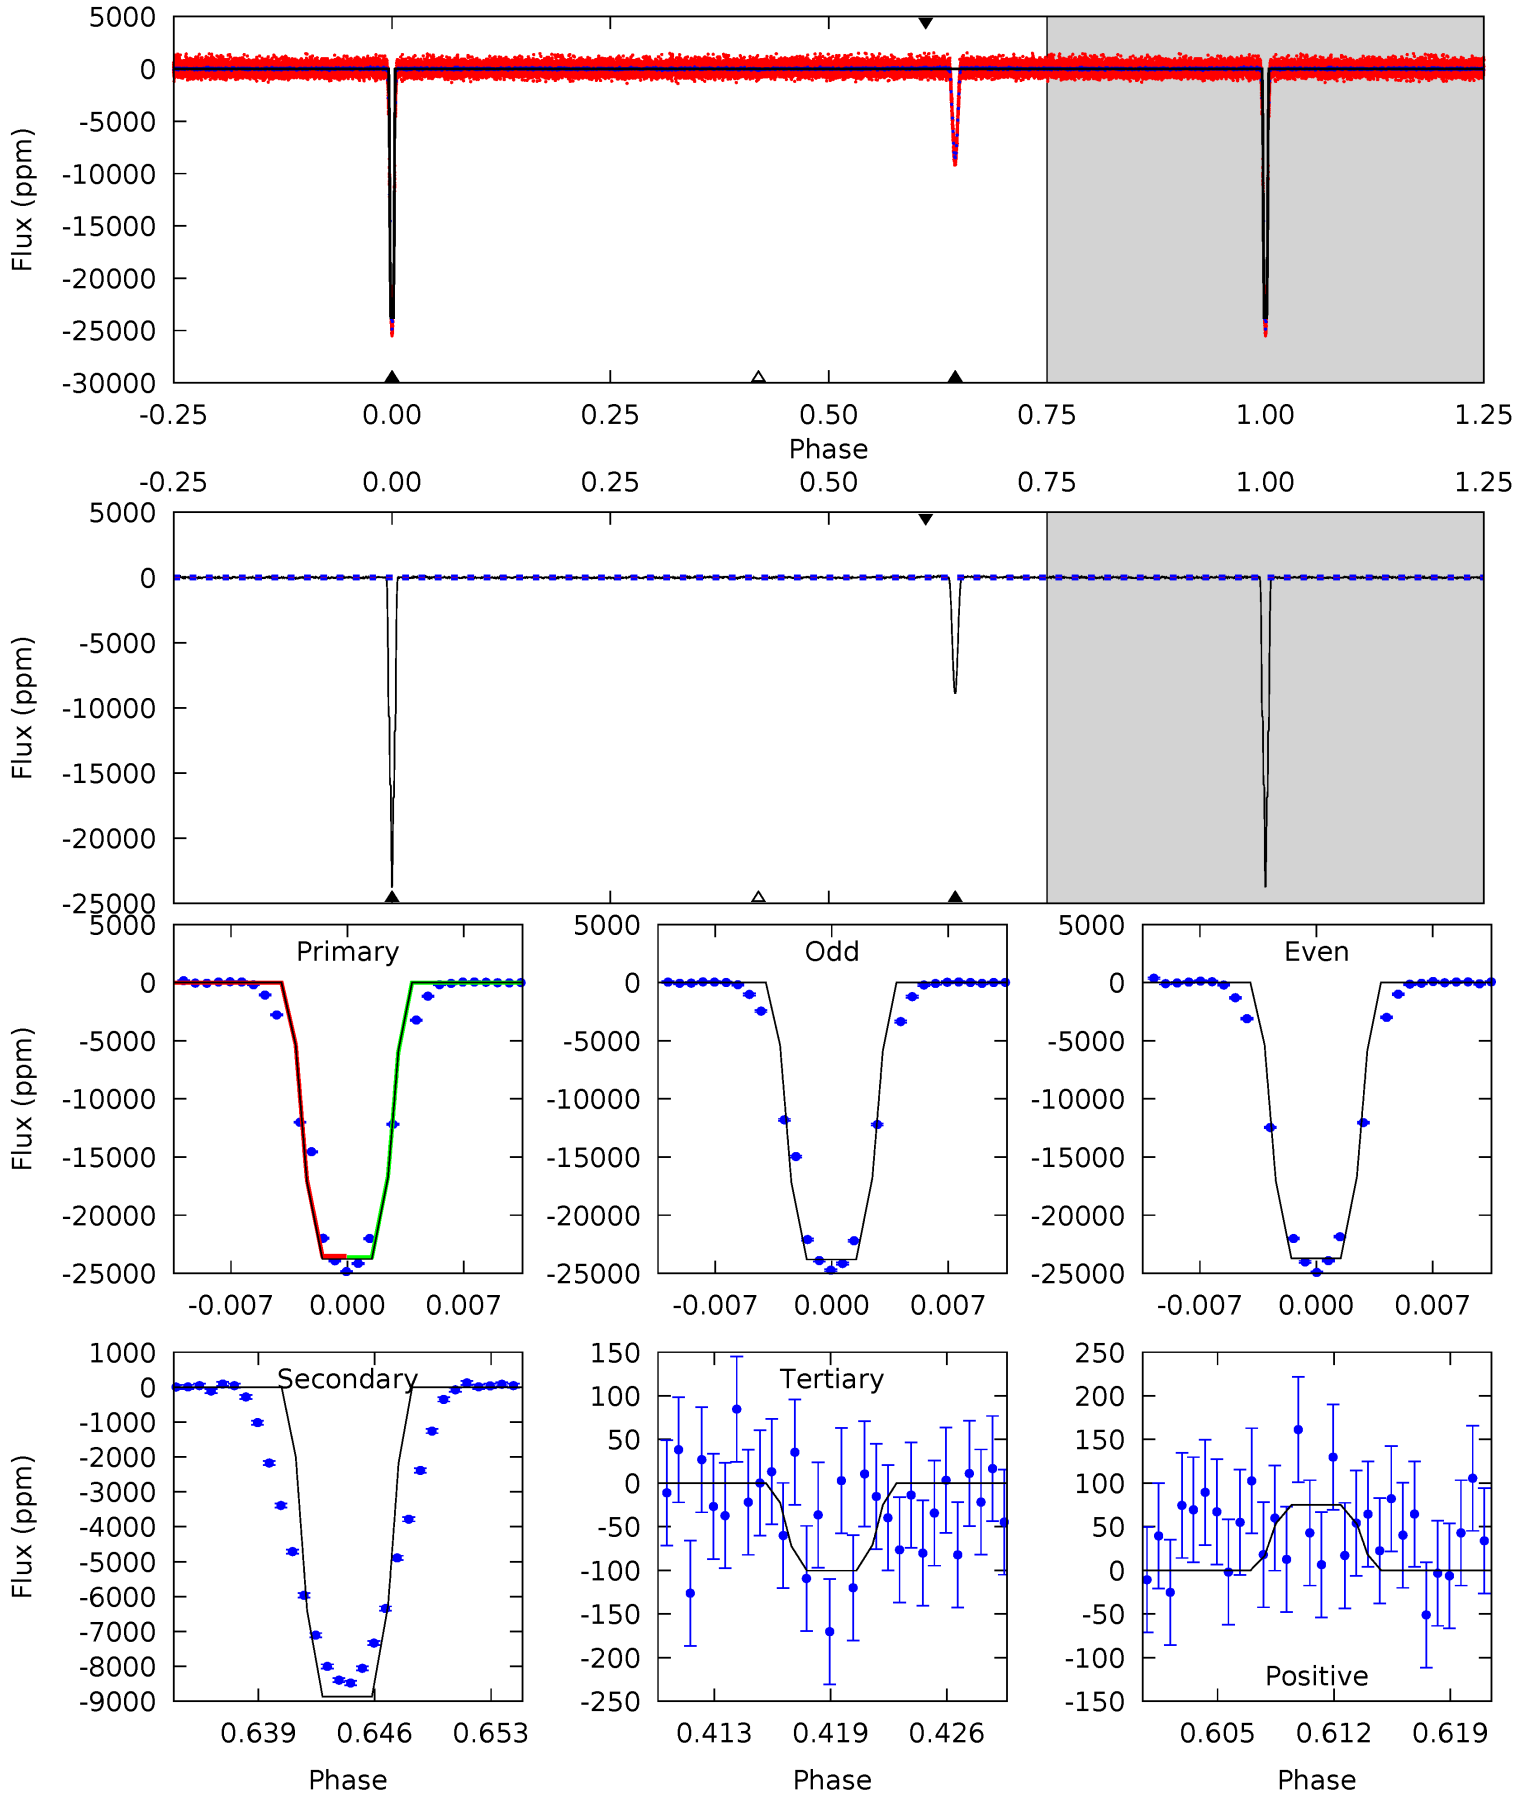 5000
0
-5000
-10000
-15000
-20000
-25000
-30000
Flux (ppm)
-0.25 0.00 0.25 0.50 0.75 1.00 1.25
Phase
-0.25 0.00 0.25 0.50 0.75 1.00 1.25
5000
0
-5000
-10000
-15000
-20000
-25000
Flux (ppm)
Primary
5000
0
-5000
-10000
-15000
-20000
-25000
Flux (ppm)
-0.007 0.000 0.007
Odd
5000
0
-5000
-10000
-15000
-20000
-25000
-0.007 0.000 0.007
Even
5000
0
-5000
-10000
-15000
-20000
-25000
-0.007 0.000 0.007
Secondary
1000
0
-1000
-2000
-3000
-4000
-5000
-6000
-7000
-8000
-9000
Flux (ppm)
0.639 0.646 0.653
Phase
Tertiary
150
100
50
0
-50
-100
-150
-200
-250
0.413 0.419 0.426
Phase
250
200
150
100
50
0
-50
-100
-150
Positive
0.605 0.612 0.619
Phase